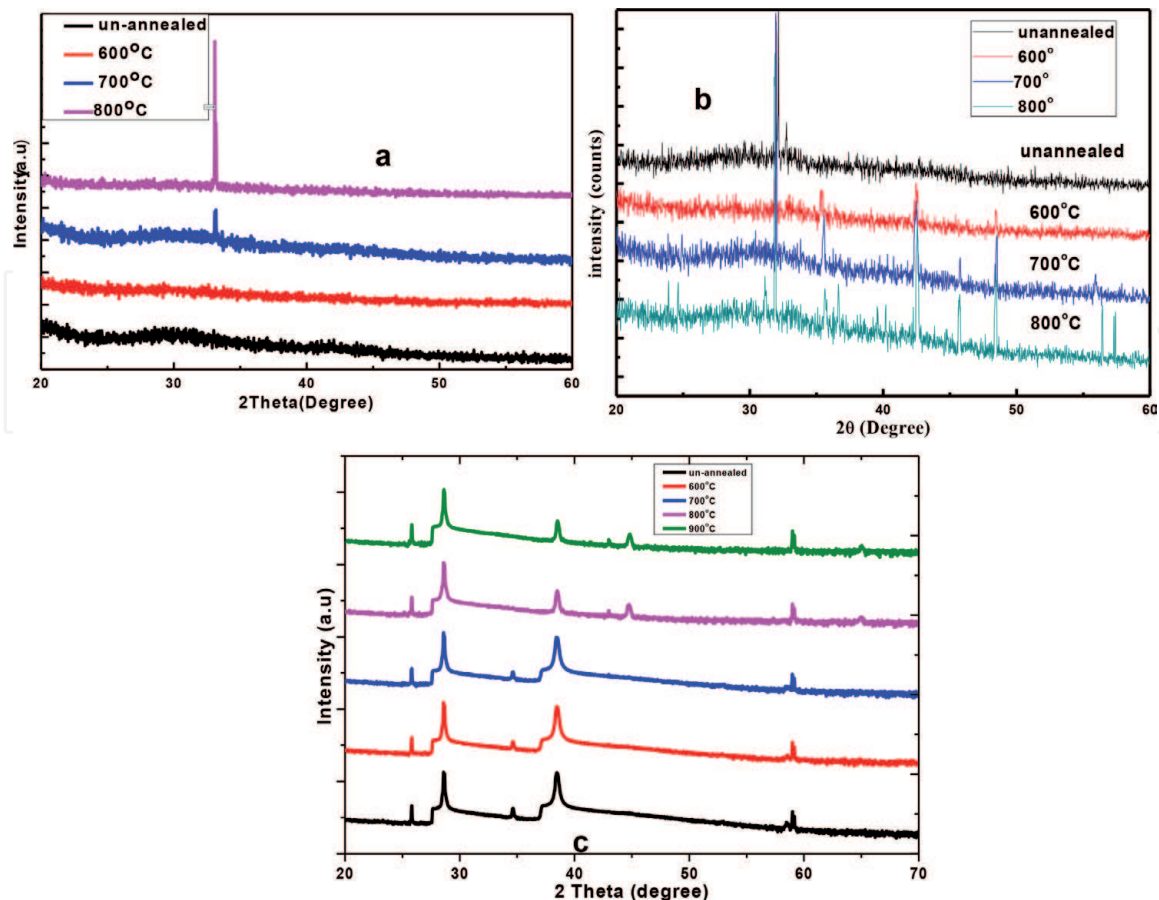 un-annealed
600°C
700°C
800°C
a
Intensity(a.u)
20 30 40 50 60
2Theta(Degree)
unannealed
600°
700°
800°
b
unannealed
600°C
700°C
800°C
intensity (counts)
20 30 40 50 60
2θ (Degree)
un-annealed
600°C
700°C
800°C
900°C
Intensity (a.u)
c
20 30 40 50 60 70
2 Theta (degree)